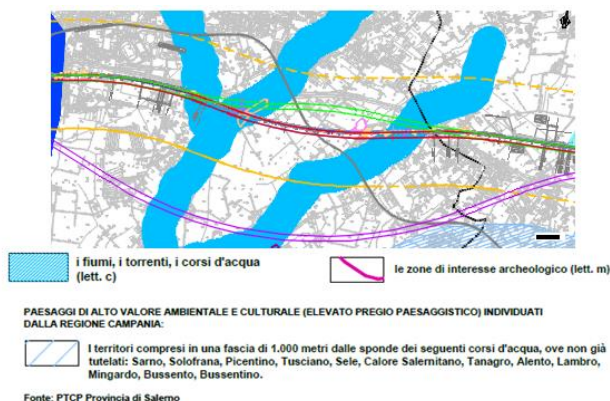 i fiumi, i torrenti, i corsi d'acqua
(lett. c)
le zone di interesse archeologico (lett. m)
PAESAGGI DI ALTO VALORE AMBIENTALE E CULTURALE (ELEVATO PREGIO PAESAGGISTICO) INDIVIDUATI
DALLA REGIONE CAMPANIA:
I territori compresi in una fascia di 1.000 metri dalle sponde dei seguenti corsi d'acqua, ove non già
tutelati: Sarno, Solofrana, Picentino, Tusciano, Sele, Calore Salernitano, Tanagro, Alento, Lambro,
Mingardo, Bussento, Bussentino.
Fonte: PTCP Provincia di Salerno